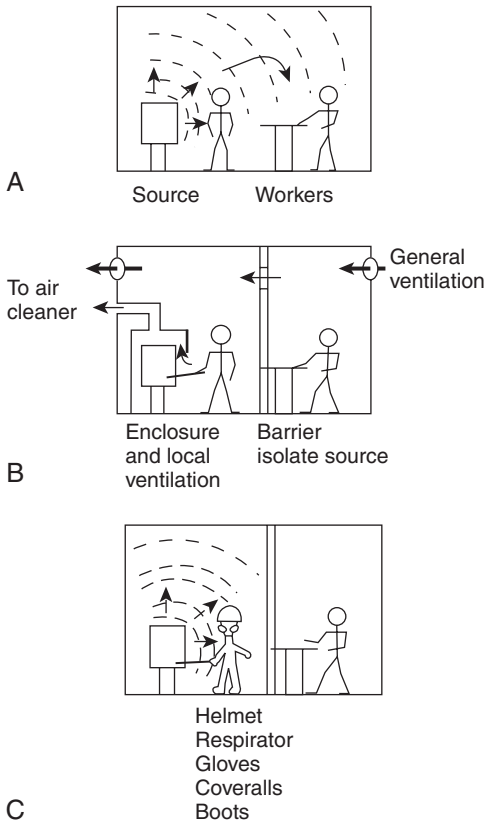 A
Source
Workers
To air
cleaner
General
ventilation
Enclosure
and local
ventilation
Barrier
isolate source
B
Helmet
Respirator
Gloves
Coveralls
Boots
C